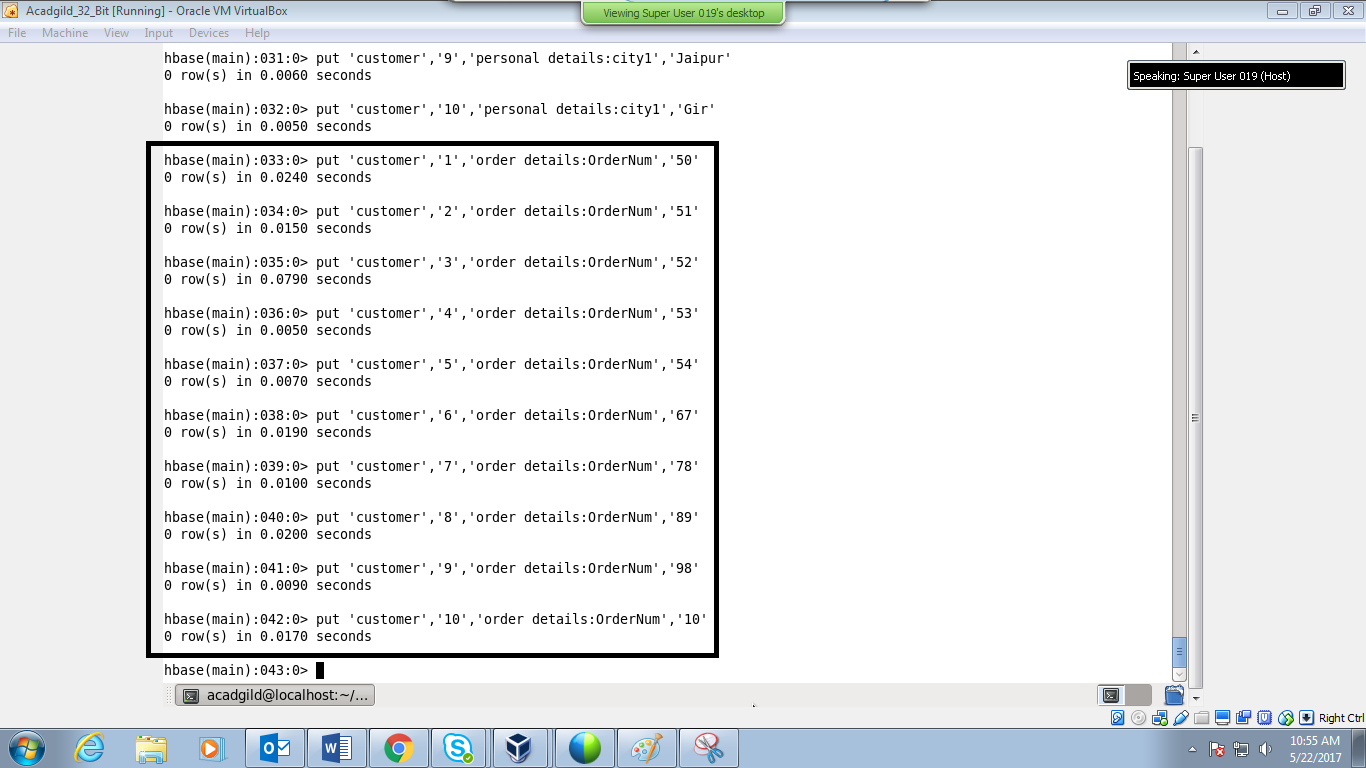 Acadgild_32_Bit [Running] - Oracle VM VirtualBox
Viewing Super User 019's desktop
File Machine View Input Devices Help
Speaking: Super User 019 (Host)
hbase(main):031:0> put 'customer','9','personal details:city1','Jaipur'
0 row(s) in 0.0060 seconds
hbase(main):032:0> put 'customer','10','personal details:city1','Gir'
0 row(s) in 0.0050 seconds
hbase(main):033:0> put 'customer','1','order details:OrderNum','50'
0 row(s) in 0.0240 seconds
hbase(main):034:0> put 'customer','2','order details:OrderNum','51'
0 row(s) in 0.0150 seconds
hbase(main):035:0> put 'customer','3','order details:OrderNum','52'
0 row(s) in 0.0790 seconds
hbase(main):036:0> put 'customer','4','order details:OrderNum','53'
0 row(s) in 0.0050 seconds
hbase(main):037:0> put 'customer','5','order details:OrderNum','54'
0 row(s) in 0.0070 seconds
hbase(main):038:0> put 'customer','6','order details:OrderNum','67'
0 row(s) in 0.0190 seconds
hbase(main):039:0> put 'customer','7','order details:OrderNum','78'
0 row(s) in 0.0100 seconds
hbase(main):040:0> put 'customer','8','order details:OrderNum','89'
0 row(s) in 0.0200 seconds
hbase(main):041:0> put 'customer','9','order details:OrderNum','98'
0 row(s) in 0.0090 seconds
hbase(main):042:0> put 'customer','10','order details:OrderNum','10'
0 row(s) in 0.0170 seconds
hbase(main):043:0>
acadgild@localhost:~/...
Right Ctrl
10:55 AM
5/22/2017